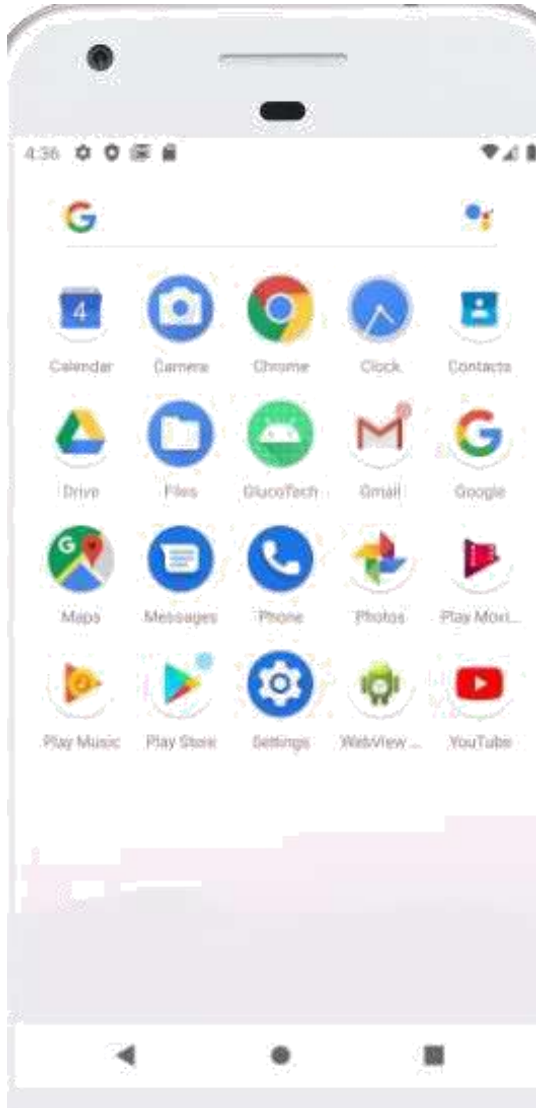 4:36
G
4
Calendar Camera Chrome Clock Contacts
Drive Files GlucoTech Gmail Google
G
Maps Messages Phone Photos Play Movi...
Play Music Play Store Settings WebView ... YouTube